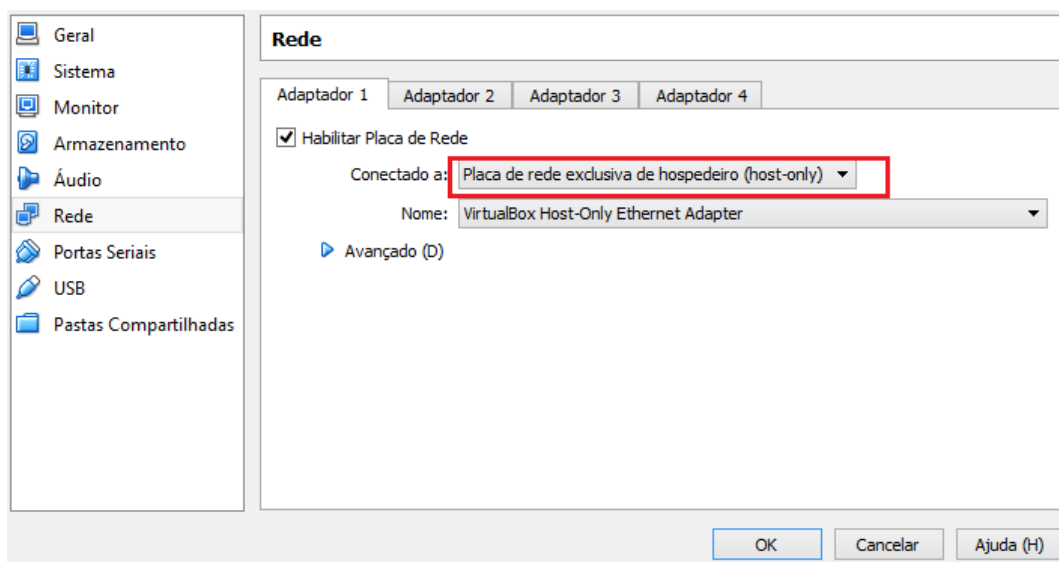 Geral
Sistema
Monitor
Armazenamento
Áudio
Rede
Portas Seriais
USB
Pastas Compartilhadas
Rede
Adaptador 1 Adaptador 2 Adaptador 3 Adaptador 4
Habilitar Placa de Rede
Conectado a: Placa de rede exclusiva de hospedeiro (host-only)
Nome: VirtualBox Host-Only Ethernet Adapter
Avançado (D)
OK Cancelar Ajuda (H)